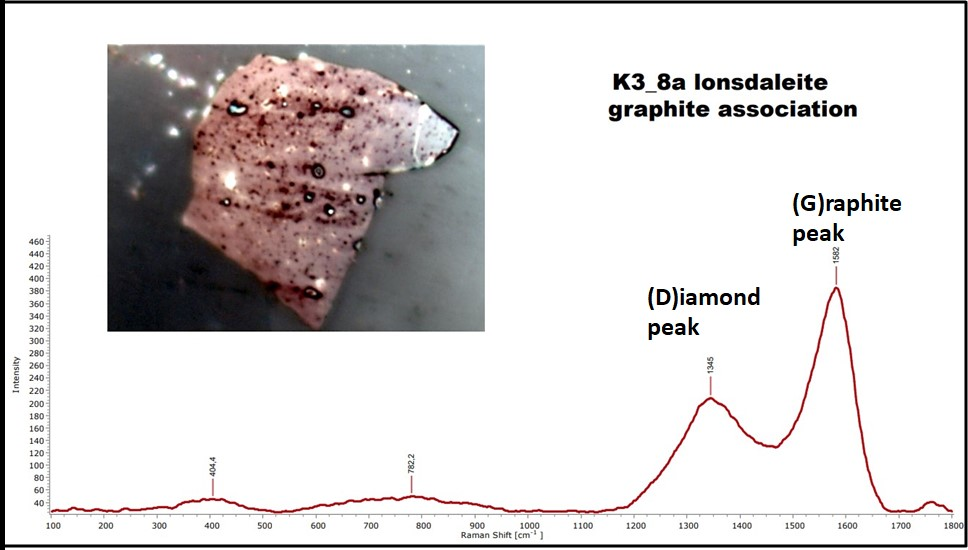 K3_8a lonsdaleite
graphite association
(G)raphite
peak
1582
(D)iamond
peak
1345
782.2
404.4
460
440
420
400
380
360
340
320
300
280
260
240
220
200
180
160
140
120
100
80
60
40
Intensity
100 200 300 400 500 600 700 800 900 1000 1100 1200 1300 1400 1500 1600 1700 1800
Raman Shift [cm⁻¹ ]